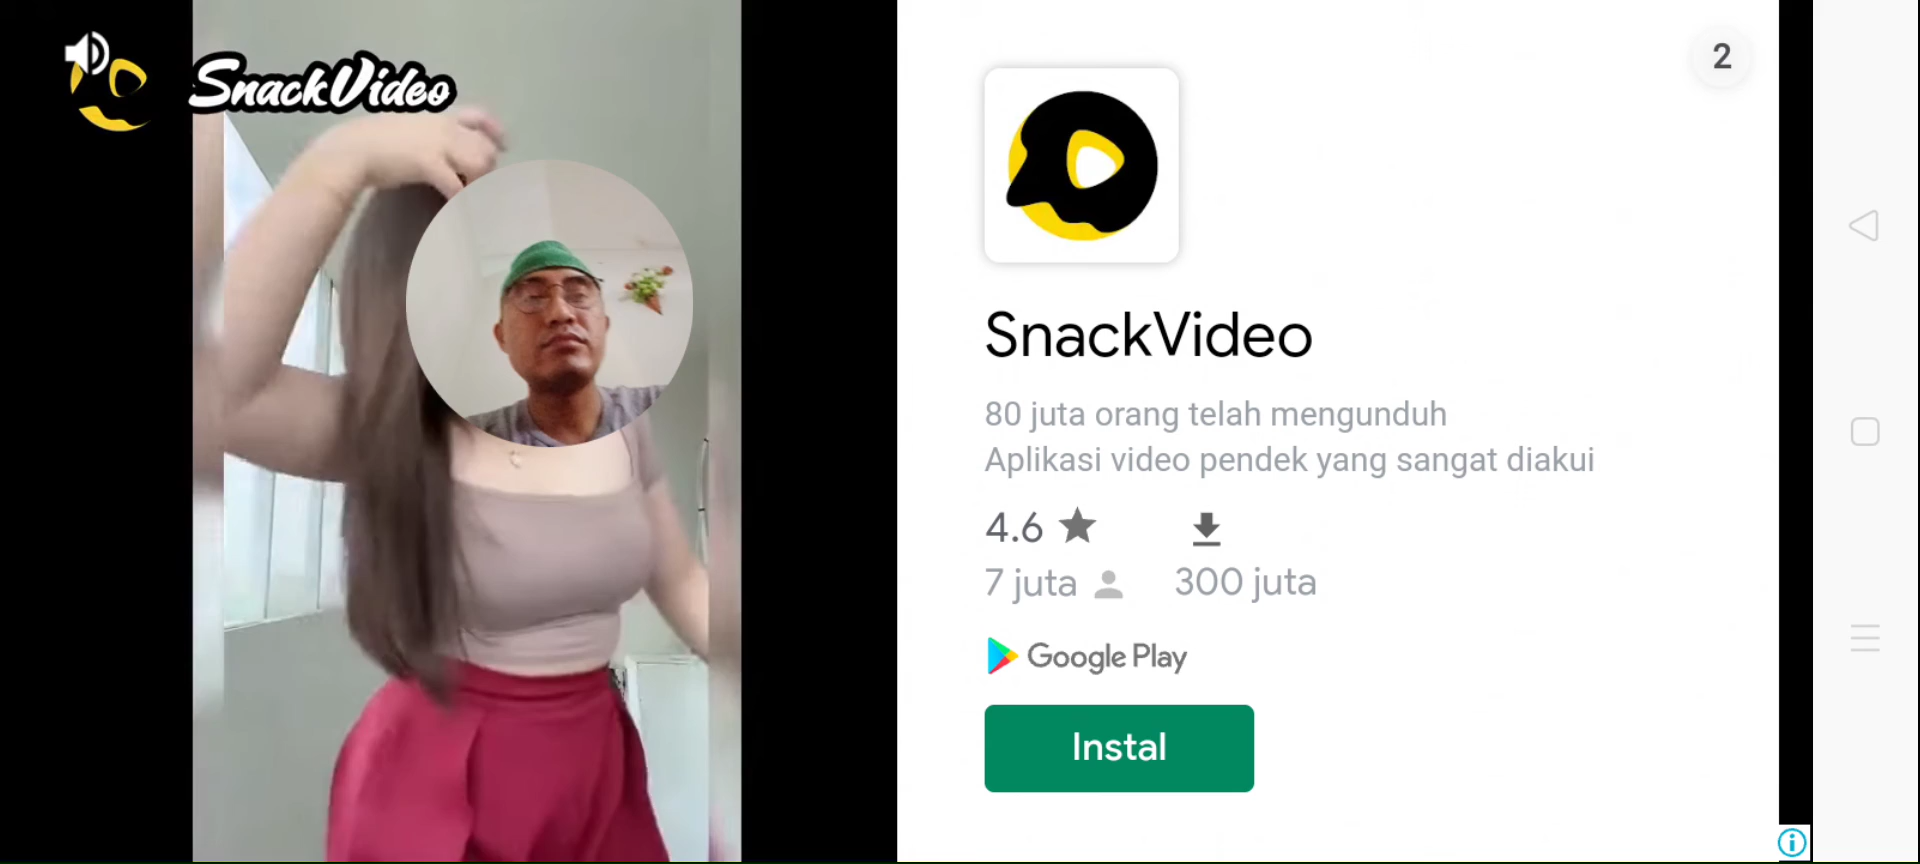 SnackVideo
2
SnackVideo
80 juta orang telah mengunduh
Aplikasi video pendek yang sangat diakui
4.6
7 juta
300 juta
Google Play
Instal